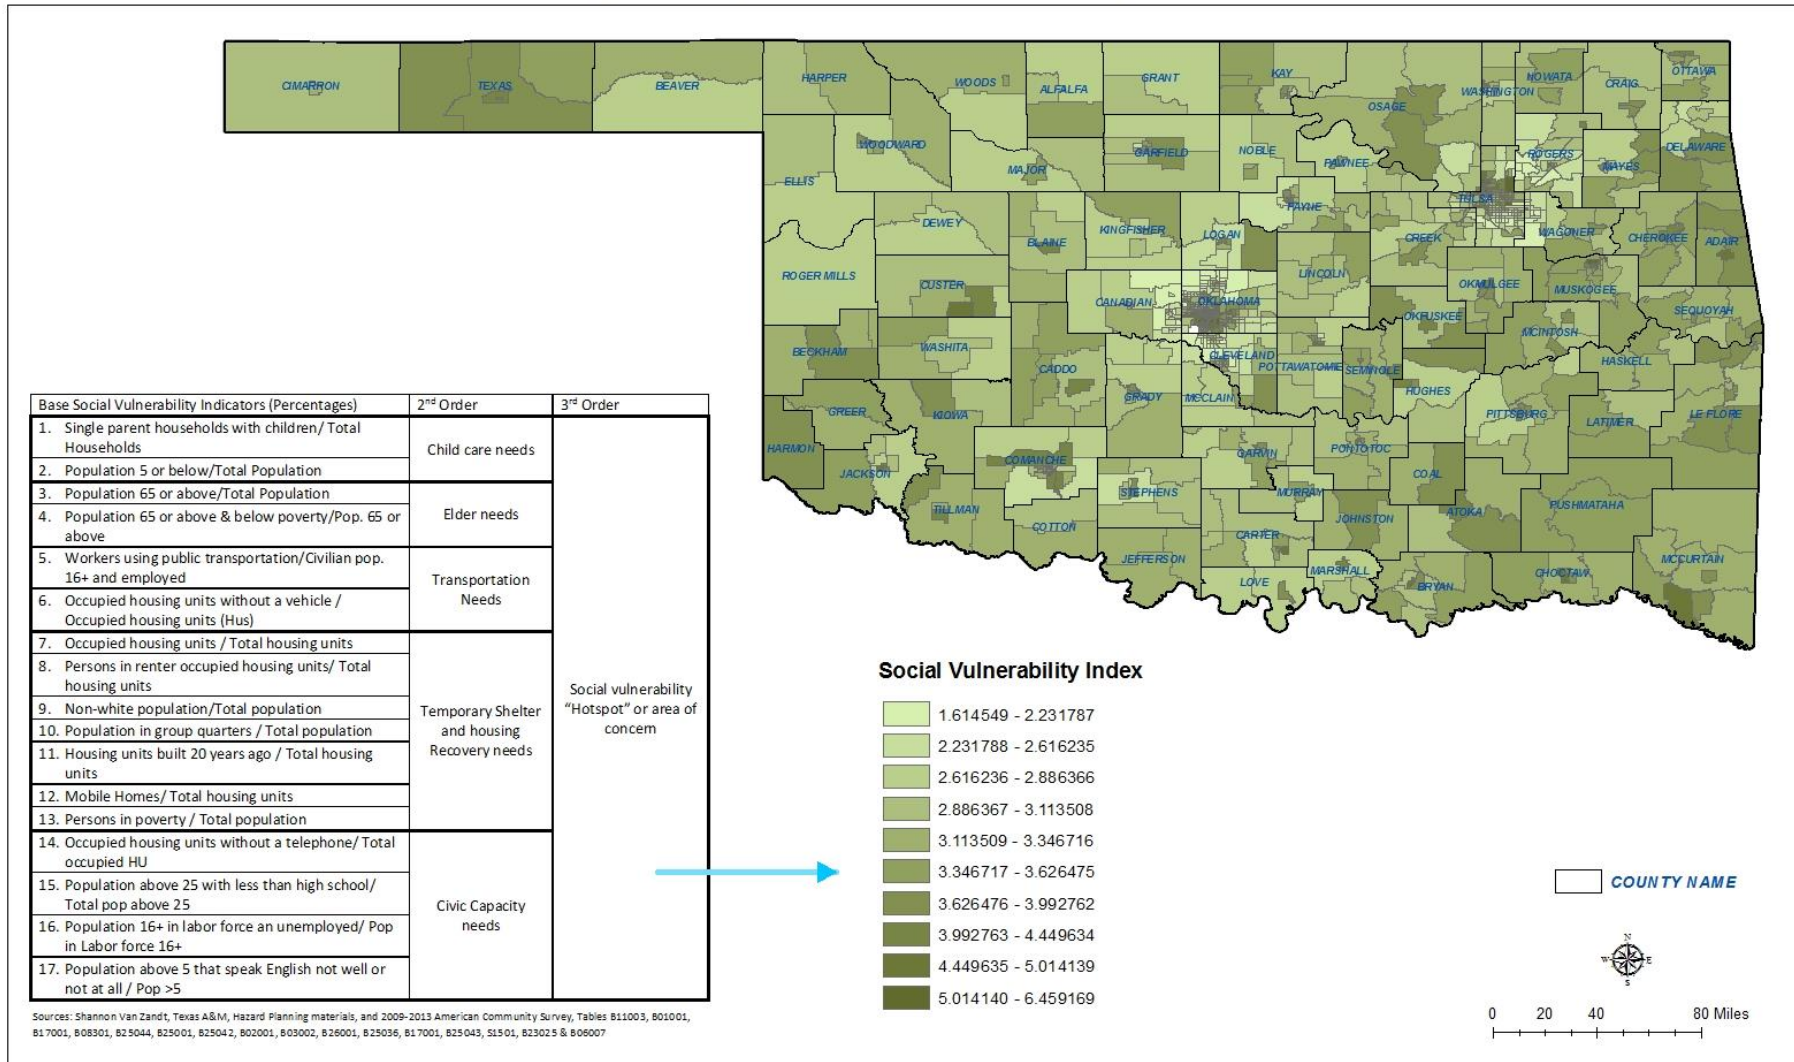 CIMARRON
TEXAS
BEAVER
HARPER
WOODS
ALFALFA
GRANT
KAY
OSAGE
WASHINGTON
NOWATA
CRAIG
OTTAWA
WOODWARD
ELLIS
MAJOR
GARFIELD
NOBLE
PAWNEE
ROGERS
MAYES
DELAWARE
TULSA
PAYNE
DEWEY
BLAINE
KINGFISHER
LOGAN
CREEK
WAGONER
CHEROKEE
ADAIR
ROGER MILLS
CUSTER
CANADIAN
OKLAHOMA
LINCOLN
OKMULGEE
MUSKOGEE
OKFUSKEE
MCINTOSH
SEQUOYAH
BECKHAM
WASHITA
CADDO
GRADY
CLEVELAND
MCCLAIN
POTTAWATOMIE
SEMINOLE
HUGHES
HASKELL
PITTSBURG
LATIMER
LE FLORE
GREER
KIOWA
HARMON
JACKSON
COMANCHE
STEPHENS
GARVIN
PONTOTOC
COAL
MURRAY
TILLMAN
COTTON
JEFFERSON
CARTER
JOHNSTON
ATOKA
PUSHMATAHA
LOVE
MARSHALL
BRYAN
CHOCTAW
MCCURTAIN
Base Social Vulnerability Indicators (Percentages)
2nd Order
3rd Order
1. Single parent households with children/ Total
Households
2. Population 5 or below/Total Population
Child care needs
3. Population 65 or above/Total Population
4. Population 65 or above & below poverty/Pop. 65 or
above
Elder needs
5. Workers using public transportation/Civilian pop.
16+ and employed
6. Occupied housing units without a vehicle /
Occupied housing units (Hus)
Transportation
Needs
7. Occupied housing units / Total housing units
8. Persons in renter occupied housing units/ Total
housing units
9. Non-white population/Total population
10. Population in group quarters / Total population
11. Housing units built 20 years ago / Total housing
units
12. Mobile Homes/ Total housing units
13. Persons in poverty / Total population
Temporary Shelter
and housing
Recovery needs
14. Occupied housing units without a telephone/ Total
occupied HU
15. Population above 25 with less than high school/
Total pop above 25
16. Population 16+ in labor force an unemployed/ Pop
in Labor force 16+
17. Population above 5 that speak English not well or
not at all / Pop >5
Civic Capacity
needs
Social vulnerability
“Hotspot” or area of
concern
Sources: Shannon Van Zandt, Texas A&M, Hazard Planning materials, and 2009-2013 American Community Survey, Tables B11003, B01001,
B17001, B08301, B25044, B25001, B25042, B02001, B03002, B26001, B25036, B17001, B25043, S1501, B23025 & B06007
Social Vulnerability Index
1.614549 - 2.231787
2.231788 - 2.616235
2.616236 - 2.886366
2.886367 - 3.113508
3.113509 - 3.346716
3.346717 - 3.626475
3.626476 - 3.992762
3.992763 - 4.449634
4.449635 - 5.014139
5.014140 - 6.459169
COUNTY NAME
N
W
E
S
0 20 40 80 Miles